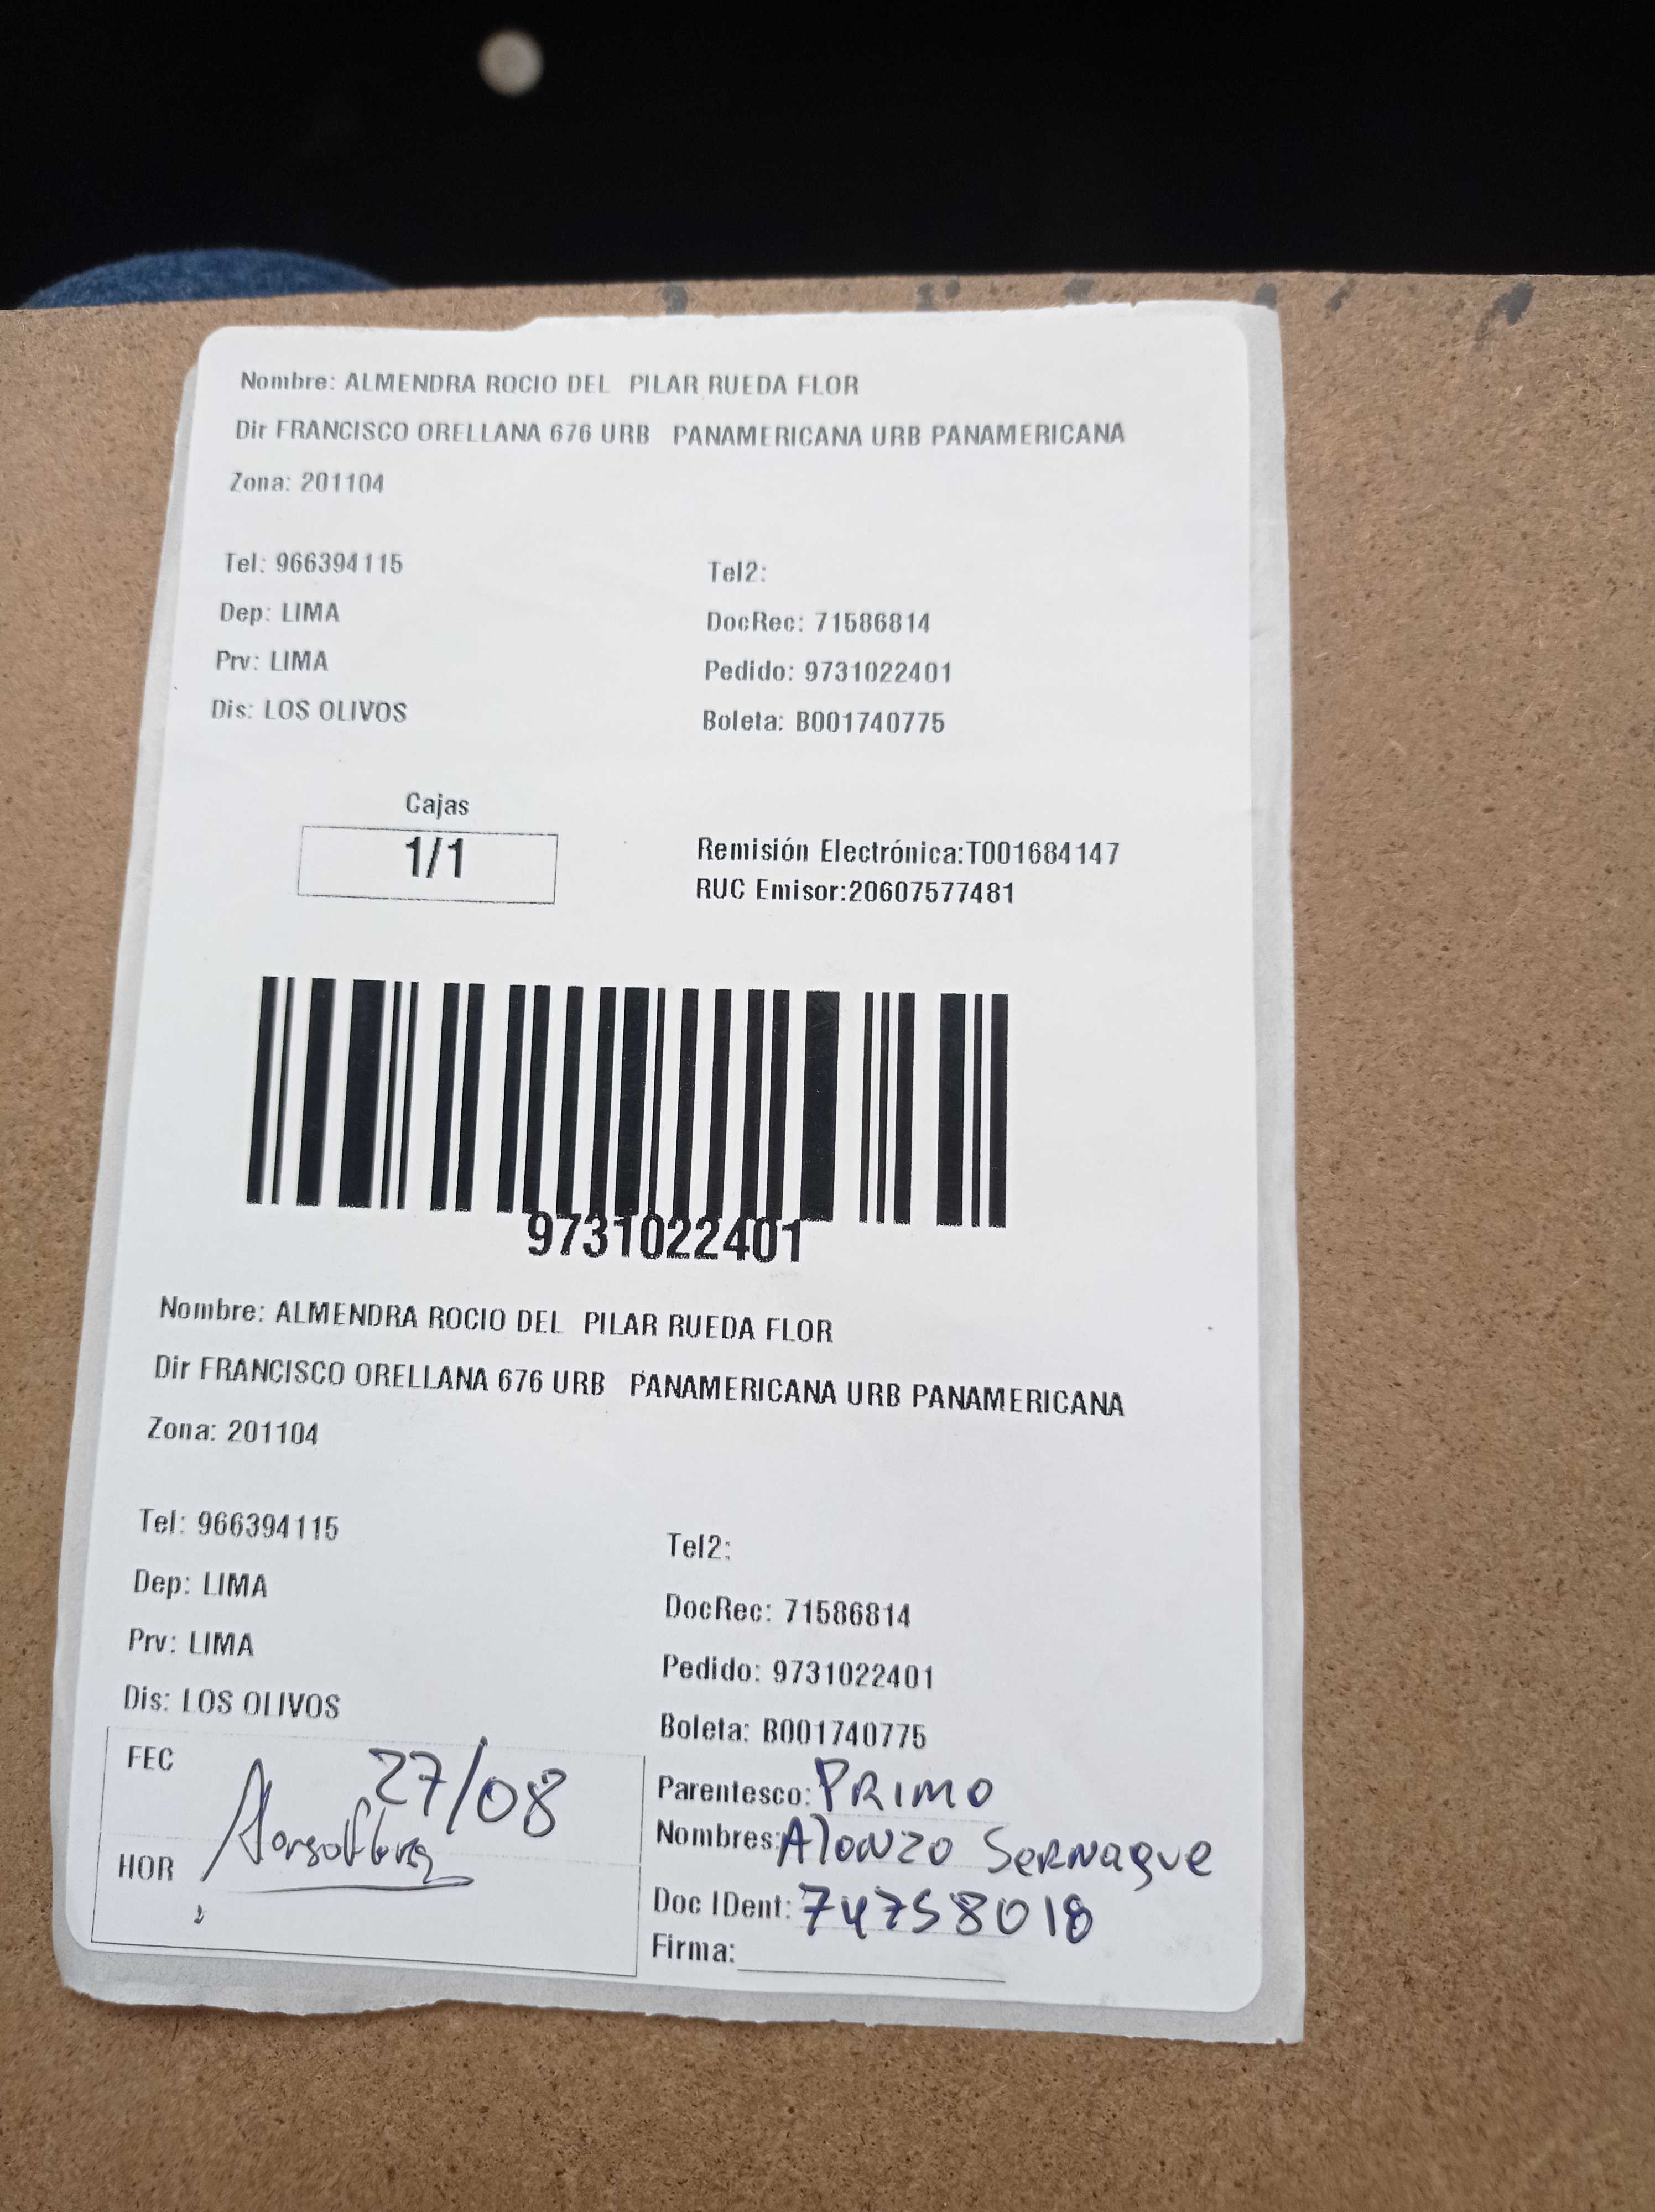 Nombre: ALMENDRA ROCIO DEL PILAR RUEDA FLOR
Dir FRANCISCO ORELLANA 676 URB PANAMERICANA URB PANAMERICANA
Zona: 201104
Tel: 966394115 Tel2:
Dep: LIMA DocRec: 71586814
Prv: LIMA Pedido: 9731022401
Dis: LOS OLIVOS Boleta: B001740775
Cajas
1/1
Remisión Electrónica:T001684147
RUC Emisor:20607577481
9731022401
Nombre: ALMENDRA ROCIO DEL PILAR RUEDA FLOR
Dir FRANCISCO ORELLANA 676 URB PANAMERICANA URB PANAMERICANA
Zona: 201104
Tel: 966394115 Tel2:
Dep: LIMA DocRec: 71586814
Prv: LIMA Pedido: 9731022401
Dis: LOS OLIVOS Boleta: B001740775
FEC 27/08
HOR
Parentesco: PRIMO
Nombres: Alonzo Sernaque
Doc IDent: 74758018
Firma: